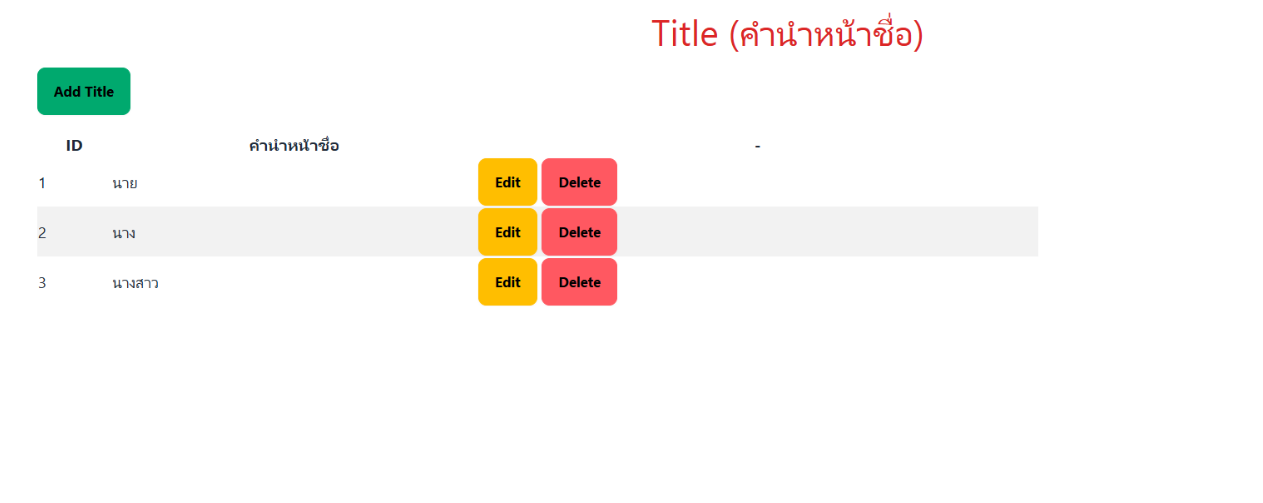 Title (คำนำหน้าชื่อ)
Add Title
ID คำนำหน้าชื่อ -
1 นาย Edit Delete
2 นาง Edit Delete
3 นางสาว Edit Delete